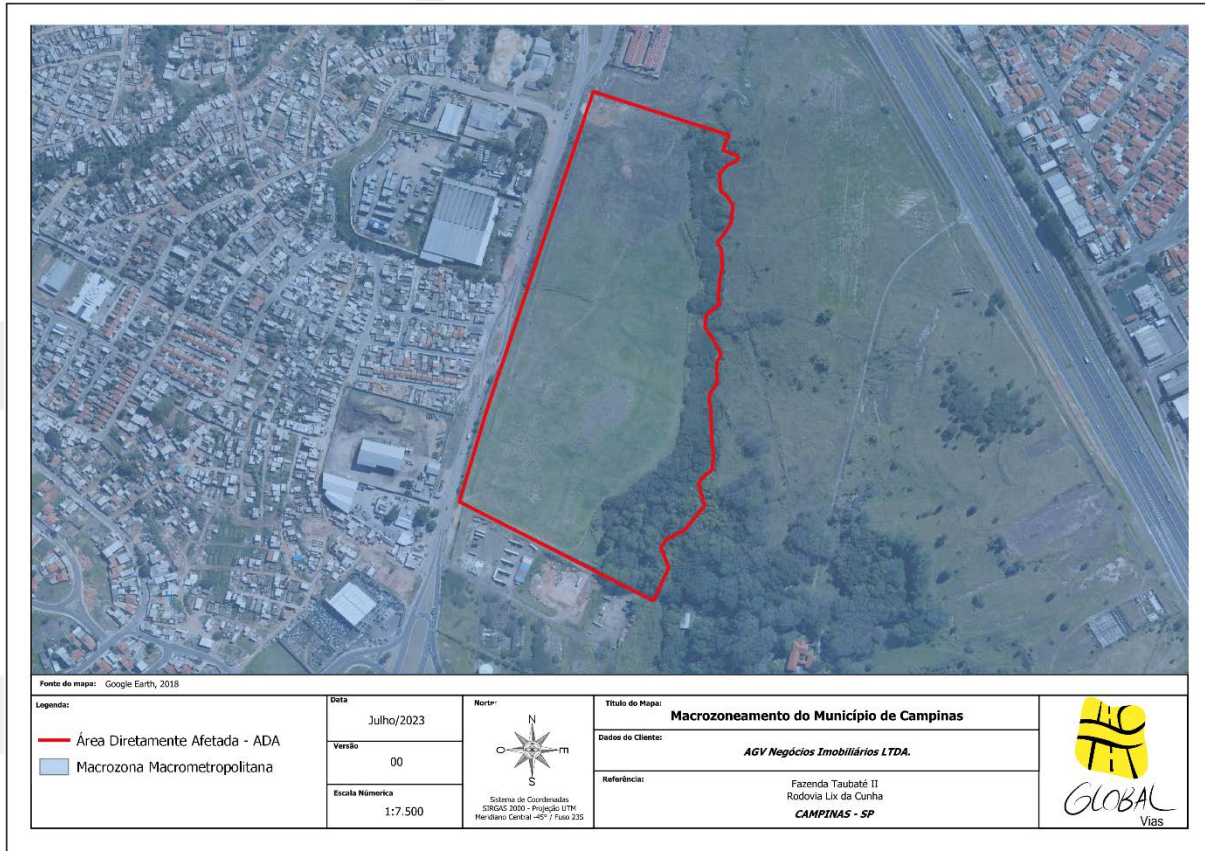 Fonte do mapa: Google Earth, 2018
Legenda:
Área Diretamente Afetada - ADA
Macrozona Macrometropolitana
Data
Julho/2023
Versão
00
Escala Númerica
1:7.500
Norte:
N
O
E
S
Sistema de Coordenadas
SIRGAS 2000 - Projeção UTM
Meridiano Central -45° / Fuso 23S
Título do Mapa:
Macrozoneamento do Município de Campinas
Dados do Cliente:
AGV Negócios Imobiliários LTDA.
Referência:
Fazenda Taubaté II
Rodovia Lix da Cunha
CAMPINAS - SP
GLOBAL
Vias